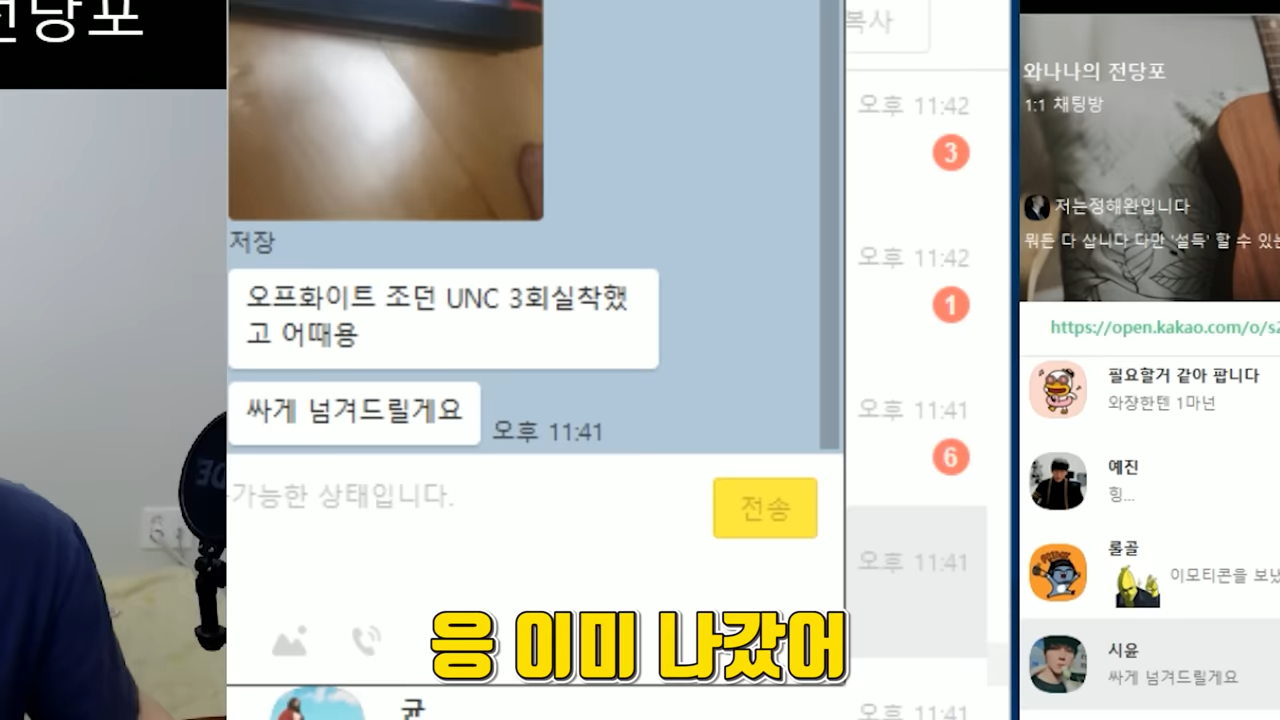 전당포
저장
오프화이트 조던 UNC 3회실착했
고 어때용
싸게 넘겨드릴게요
오후 11:41
가능한 상태입니다.
전송
응 이미 나갔어
균
복사
오후 11:42
3
오후 11:42
1
오후 11:41
6
오후 11:41
오후 11:41
와나나의 전당포
1:1 채팅방
저는정해완입니다
뭐든 다 삽니다 다만 '설득' 할 수 있는
https://open.kakao.com/o/s2
필요할거 같아 팝니다
와쟝한텐 1마넌
예진
힝...
롤골
이모티콘을 보냈
시윤
싸게 넘겨드릴게요